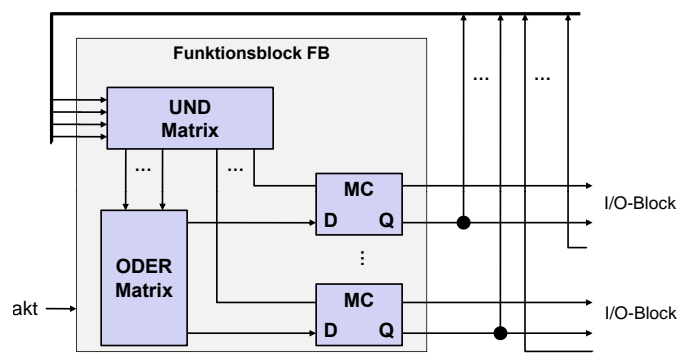 Funktionsblock FB
...
...
UND
Matrix
...
...
MC
D Q
I/O-Block
ODER
Matrix
...
MC
D Q
akt
I/O-Block